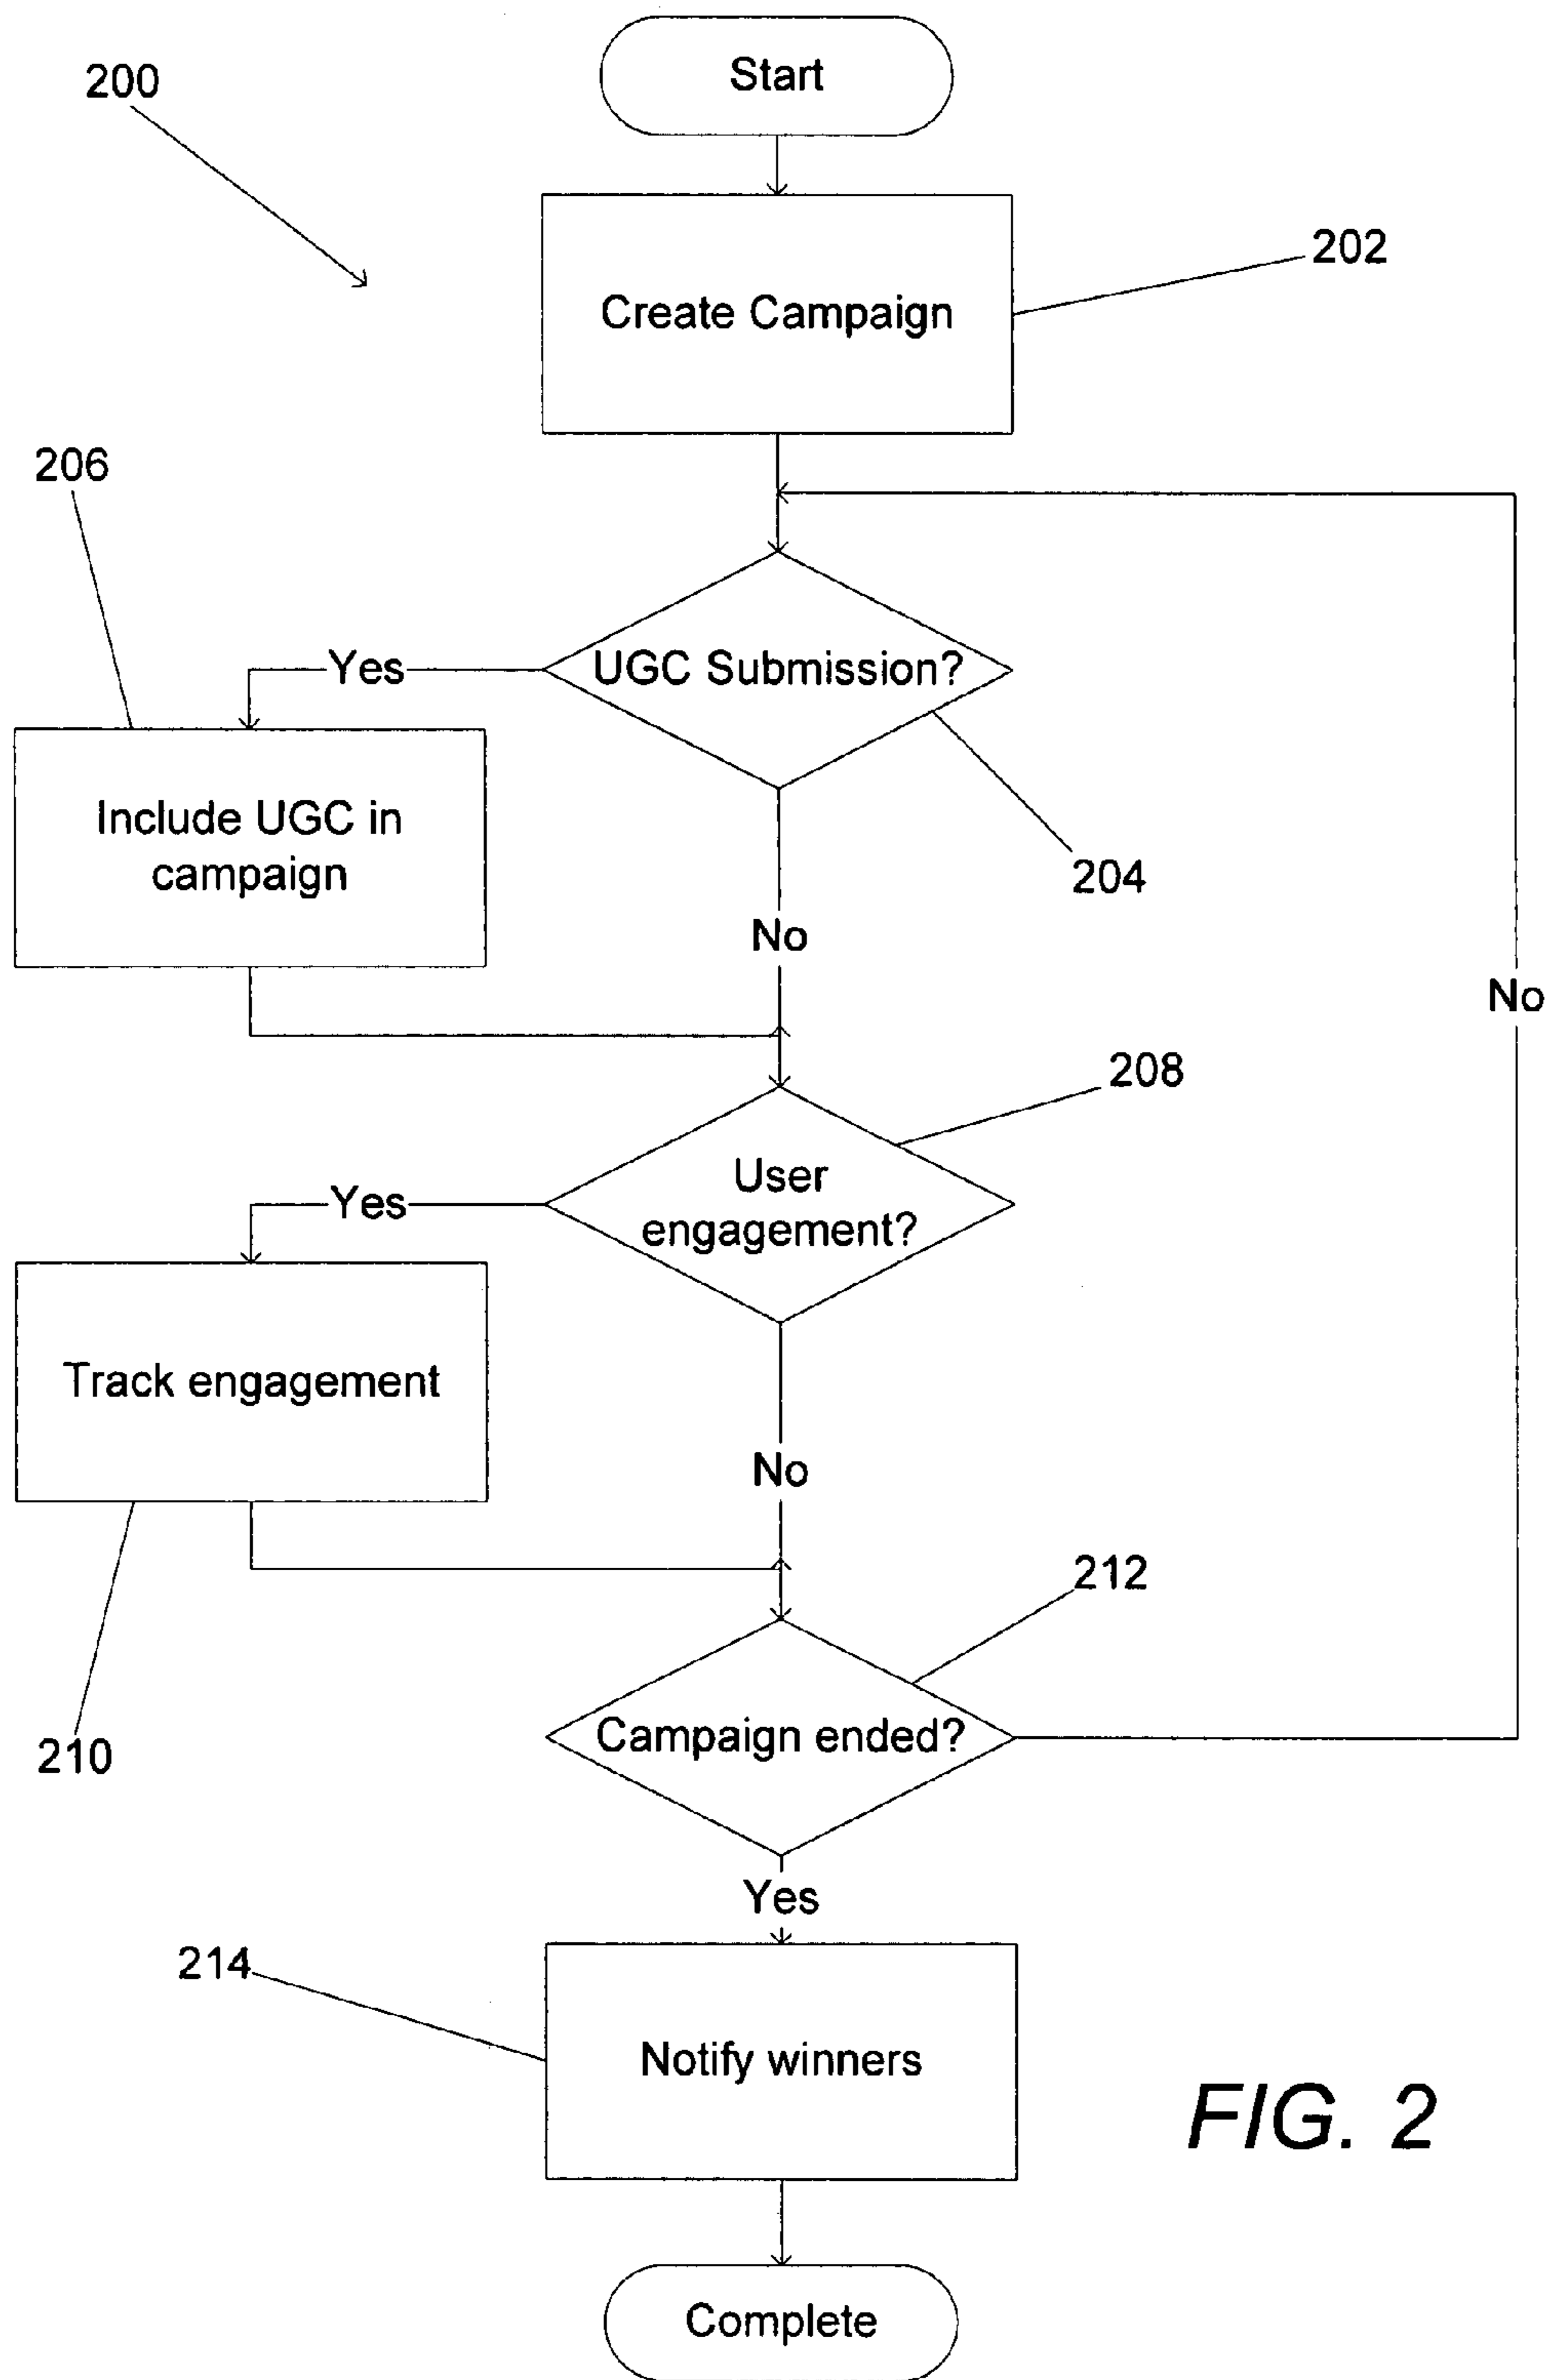 Start
200
Create Campaign
202
206
Yes
UGC Submission?
Include UGC in
campaign
204
No
No
208
User
engagement?
Yes
Track engagement
No
212
210
Campaign ended?
Yes
214
Notify winners
FIG. 2
Complete